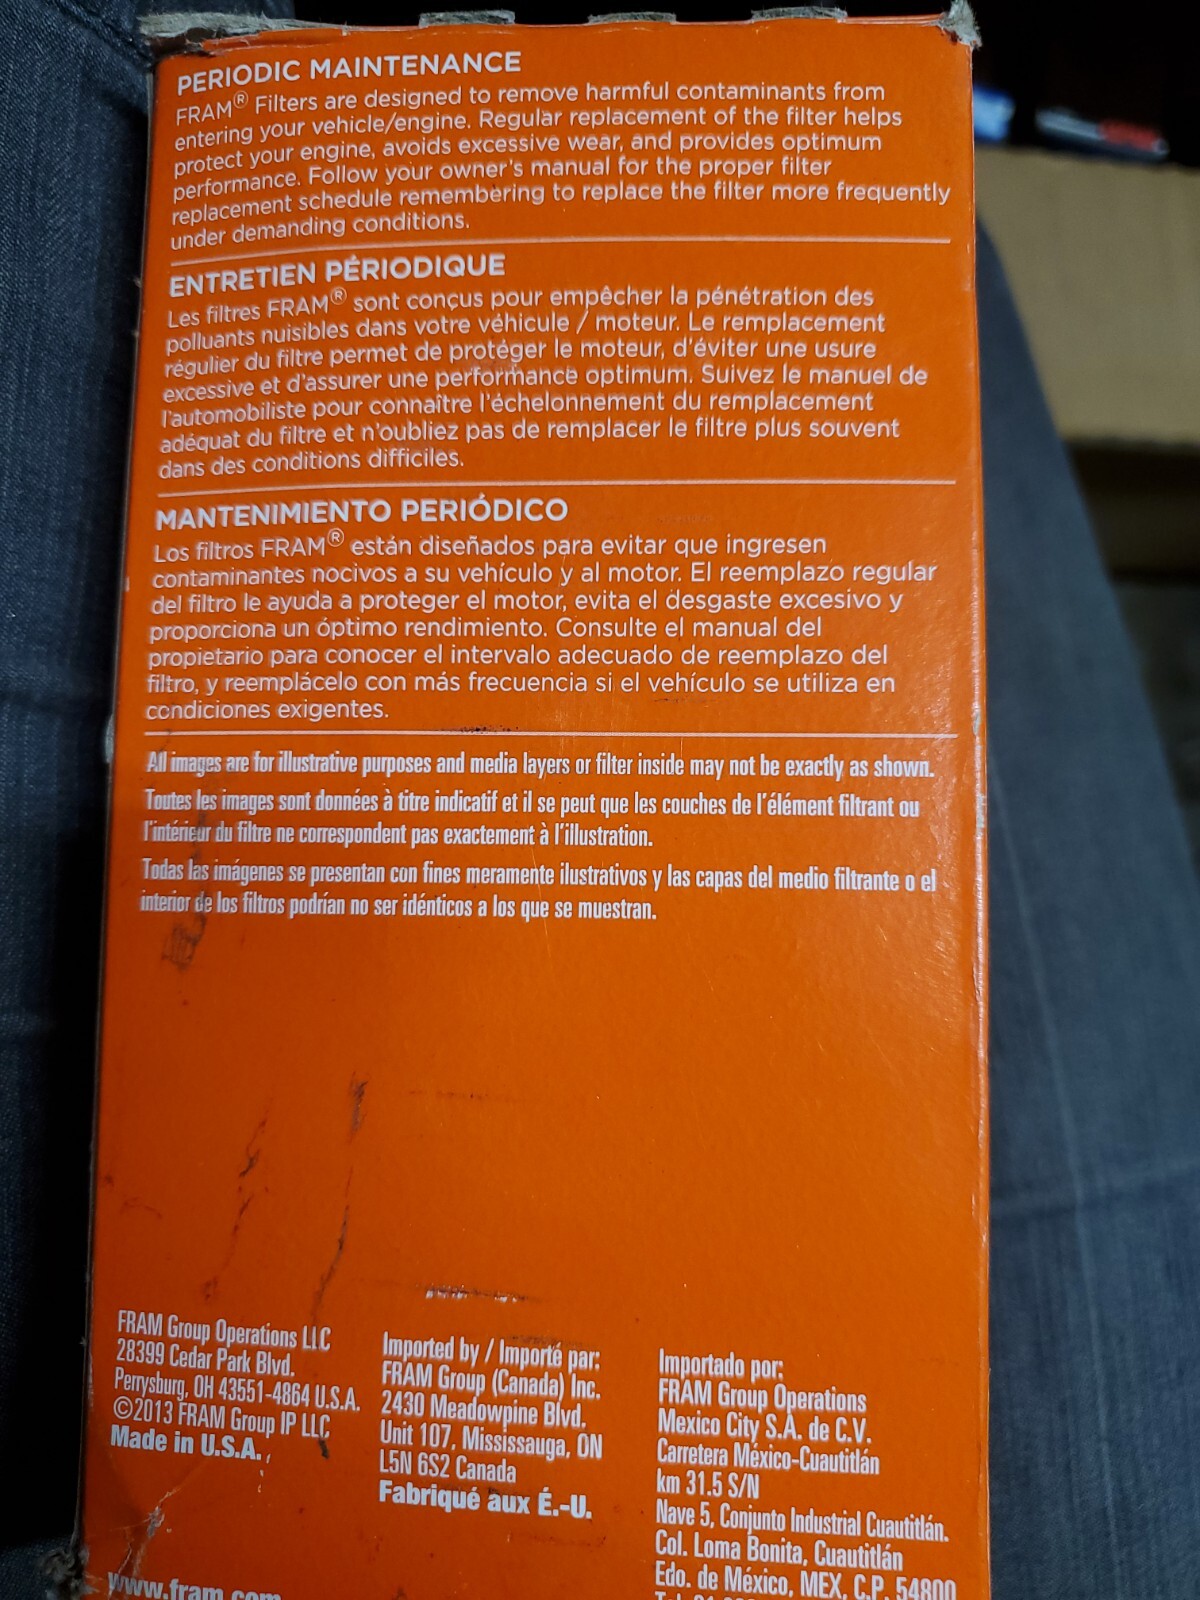 PERIODIC MAINTENANCE
FRAM® Filters are designed to remove harmful contaminants from
entering your vehicle/engine. Regular replacement of the filter helps
protect your engine, avoids excessive wear, and provides optimum
performance. Follow your owner's manual for the proper filter
replacement schedule remembering to replace the filter more frequently
under demanding conditions.
ENTRETIEN PÉRIODIQUE
Les filtres FRAM® sont conçus pour empêcher la pénétration des
polluants nuisibles dans votre véhicule / moteur. Le remplacement
régulier du filtre permet de protéger le moteur, d'éviter une usure
excessive et d'assurer une performance optimum. Suivez le manuel de
l'automobiliste pour connaître l'échelonnement du remplacement
adéquat du filtre et n'oubliez pas de remplacer le filtre plus souvent
dans des conditions difficiles.
MANTENIMIENTO PERIÓDICO
Los filtros FRAM® están diseñados para evitar que ingresen
contaminantes nocivos a su vehículo y al motor. El reemplazo regular
del filtro le ayuda a proteger el motor, evita el desgaste excesivo y
proporciona un óptimo rendimiento. Consulte el manual del
propietario para conocer el intervalo adecuado de reemplazo del
filtro, y reemplácelo con más frecuencia si el vehículo se utiliza en
condiciones exigentes.
All images are for illustrative purposes and media layers or filter inside may not be exactly as shown.
Toutes les images sont données à titre indicatif et il se peut que les couches de l'élément filtrant ou
l'intérieur du filtre ne correspondent pas exactement à l'illustration.
Todas las imágenes se presentan con fines meramente ilustrativos y las capas del medio filtrante o el
interior de los filtros podrían no ser idénticos a los que se muestran.
FRAM Group Operations LLC
28399 Cedar Park Blvd.
Perrysburg, OH 43551-4864 U.S.A.
©2013 FRAM Group IP LLC
Made in U.S.A.
www.fram.com
Imported by / Importé par:
FRAM Group (Canada) Inc.
2430 Meadowpine Blvd.
Unit 107, Mississauga, ON
L5N 6S2 Canada
Fabriqué aux É.-U.
Importado por:
FRAM Group Operations
Mexico City S.A. de C.V.
Carretera México-Cuautitlán
km 31.5 S/N
Nave 5, Conjunto Industrial Cuautitlán.
Col. Loma Bonita, Cuautitlán
Edo. de México, MEX, C.P. 54800